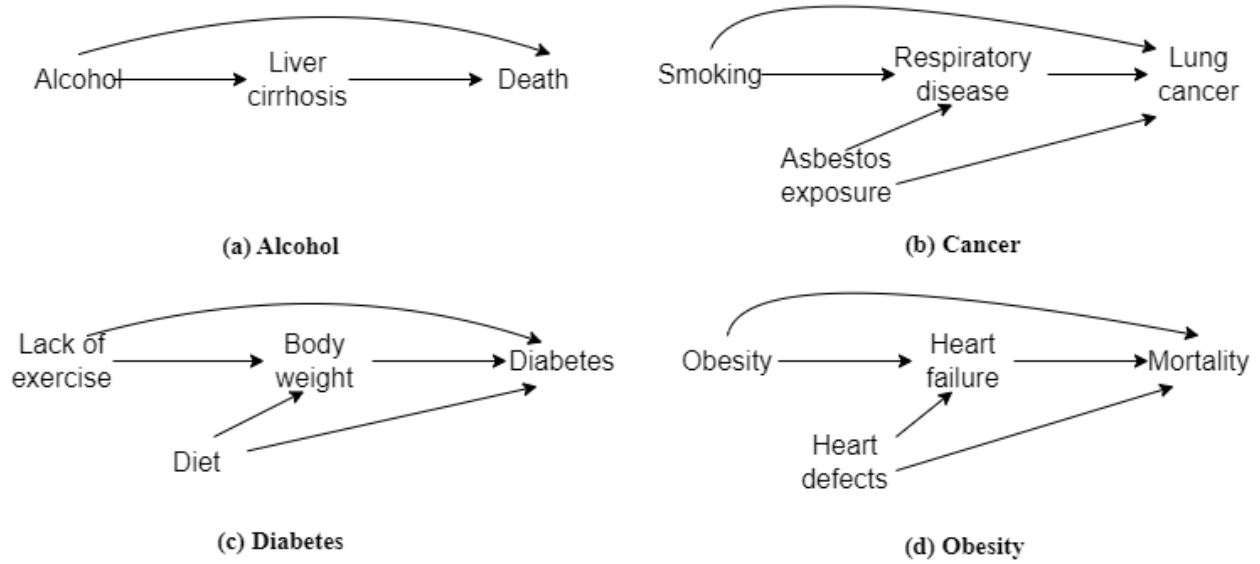 Alcohol
Liver
cirrhosis
Death
(a) Alcohol
Smoking
Respiratory
disease
Lung
cancer
Asbestos
exposure
(b) Cancer
Lack of
exercise
Body
weight
Diabetes
Diet
(c) Diabetes
Obesity
Heart
failure
Mortality
Heart
defects
(d) Obesity